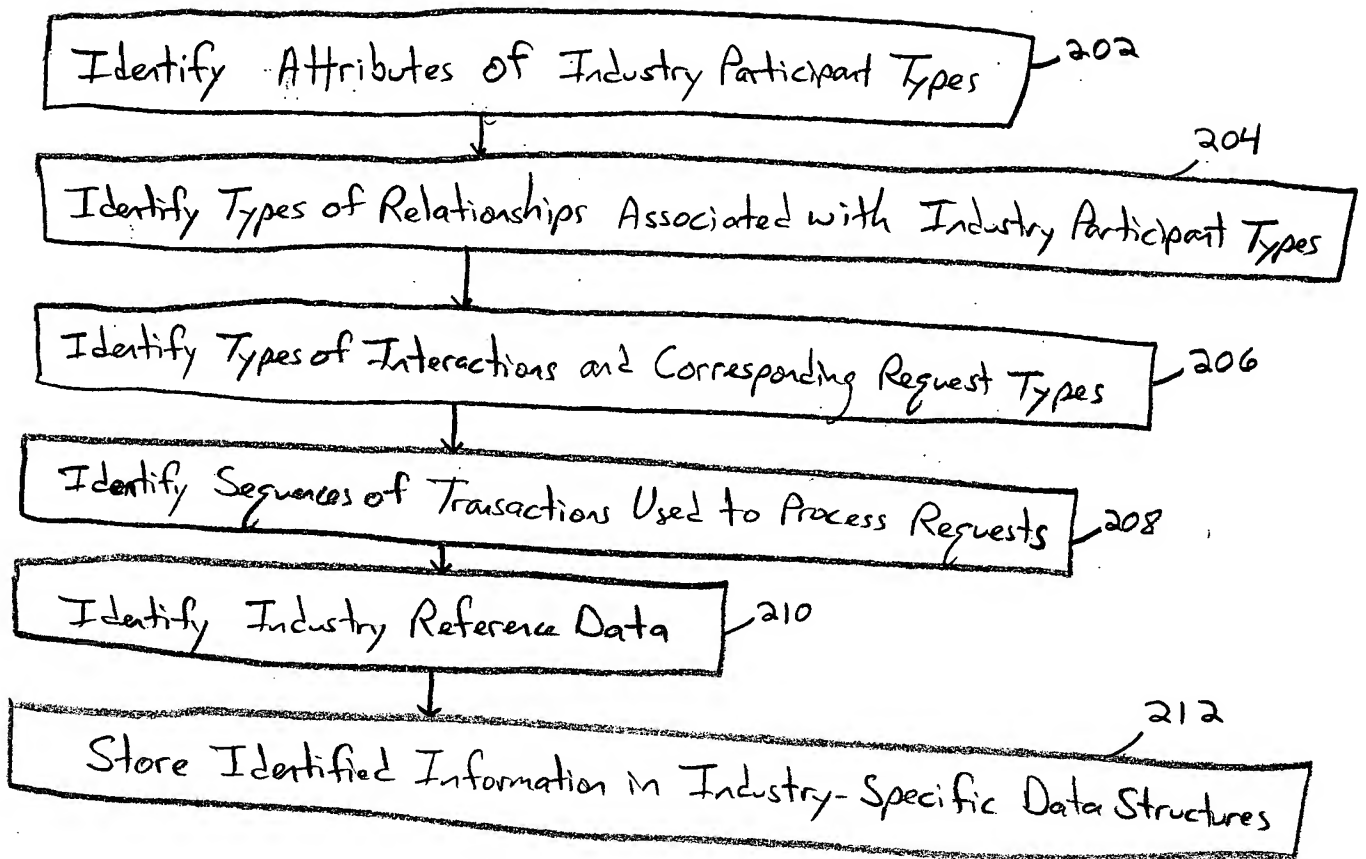 Identify Attributes of Industry Participant Types
202
204
Identify Types of Relationships Associated with Industry Participant Types
Identify Types of Interactions and Corresponding Request Types
206
Identify Sequences of Transactions Used to Process Requests
208
Identify Industry Reference Data
210
212
Store Identified Information in Industry-Specific Data Structures